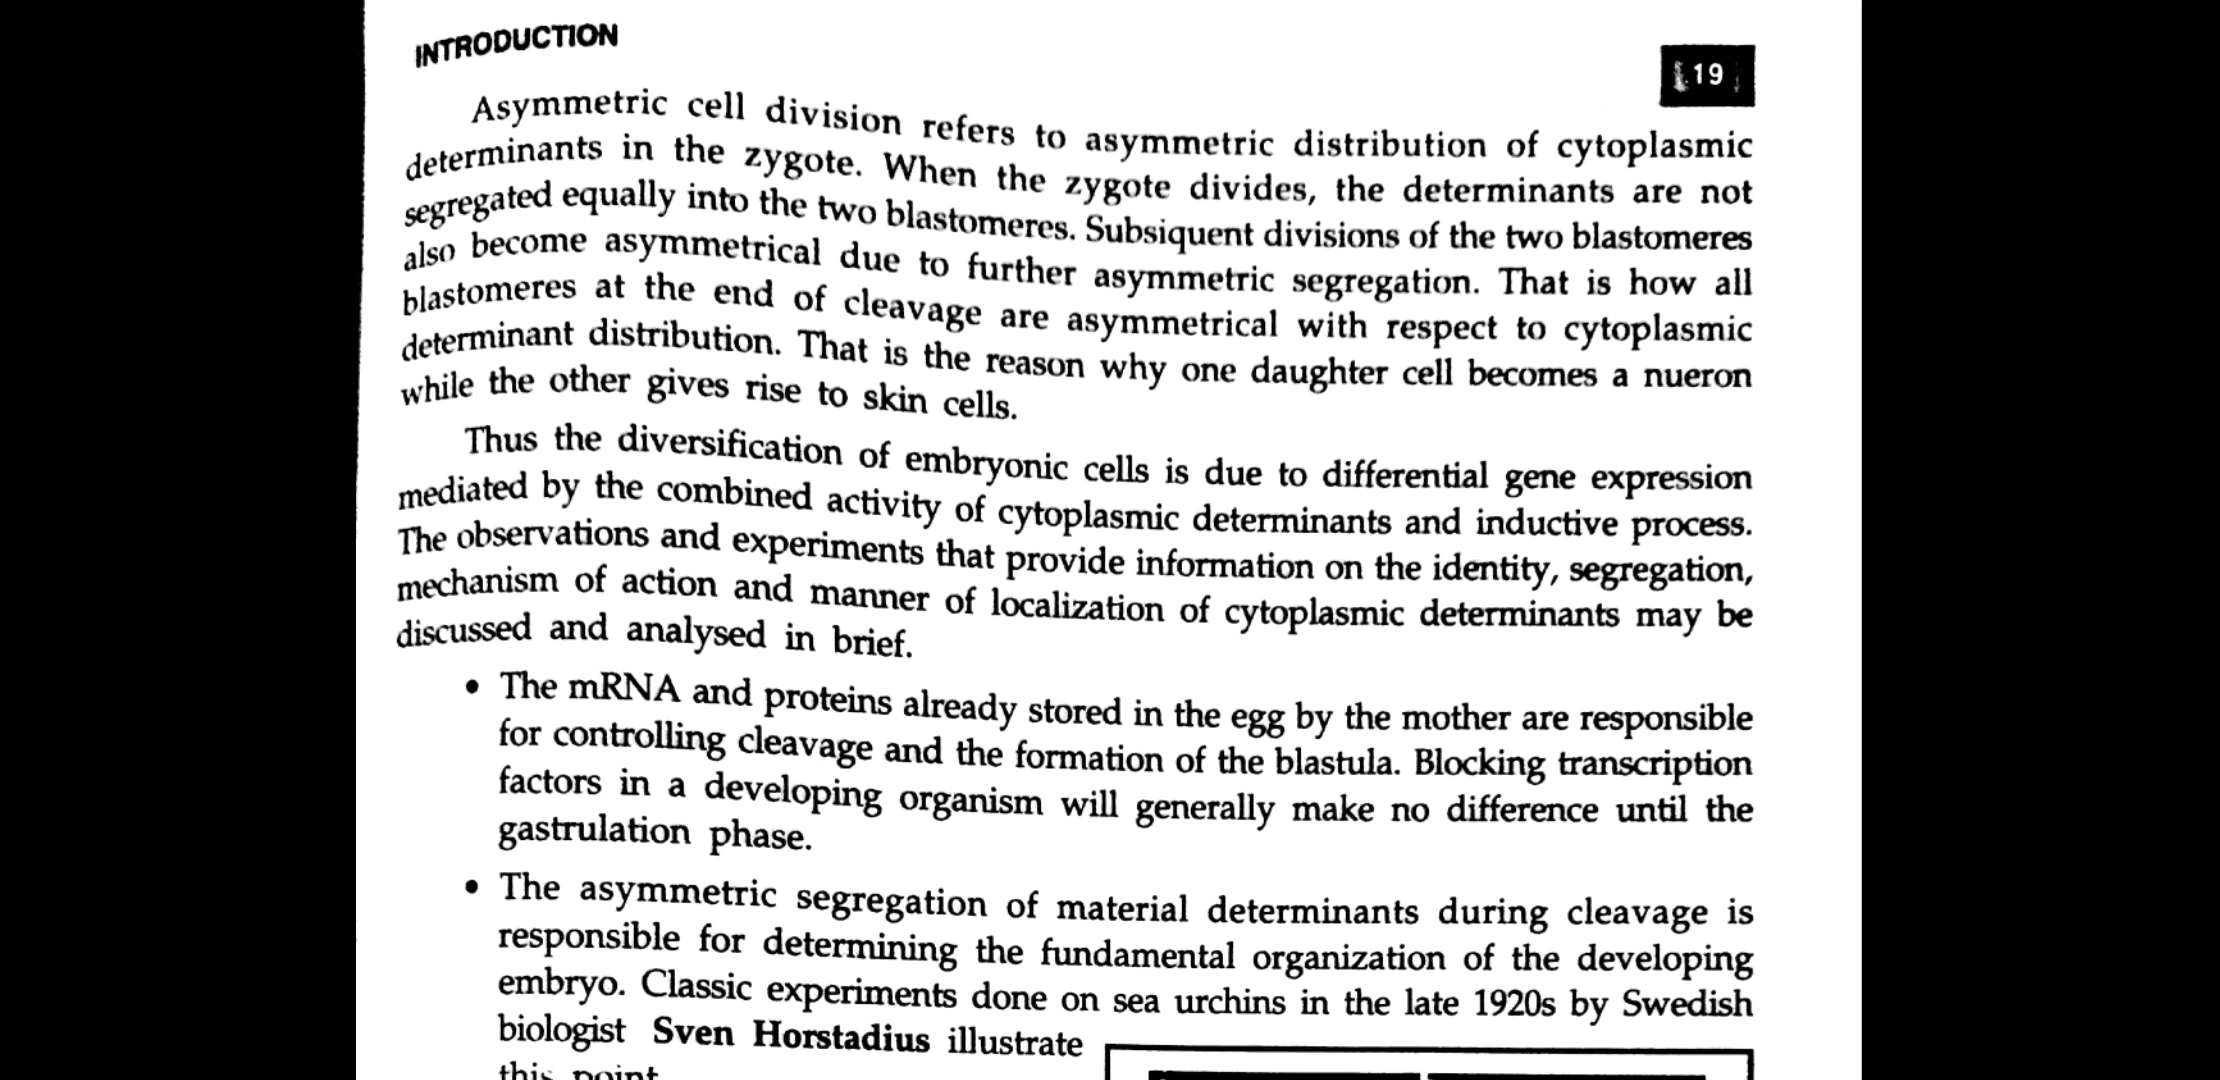 INTRODUCTION
19
Asymmetric cell division refers to asymmetric distribution of cytoplasmic
determinants in the zygote. When the zygote divides, the determinants are not
segregated equally into the two blastomeres. Subsiquent divisions of the two blastomeres
also become asymmetrical due to further asymmetric segregation. That is how all
blastomeres at the end of cleavage are asymmetrical with respect to cytoplasmic
determinant distribution. That is the reason why one daughter cell becomes a nueron
while the other gives rise to skin cells.
Thus the diversification of embryonic cells is due to differential gene expression
mediated by the combined activity of cytoplasmic determinants and inductive process.
The observations and experiments that provide information on the identity, segregation,
mechanism of action and manner of localization of cytoplasmic determinants may be
discussed and analysed in brief.
• The mRNA and proteins already stored in the egg by the mother are responsible
for controlling cleavage and the formation of the blastula. Blocking transcription
factors in a developing organism will generally make no difference until the
gastrulation phase.
• The asymmetric segregation of material determinants during cleavage is
responsible for determining the fundamental organization of the developing
embryo. Classic experiments done on sea urchins in the late 1920s by Swedish
biologist Sven Horstadius illustrate
this point